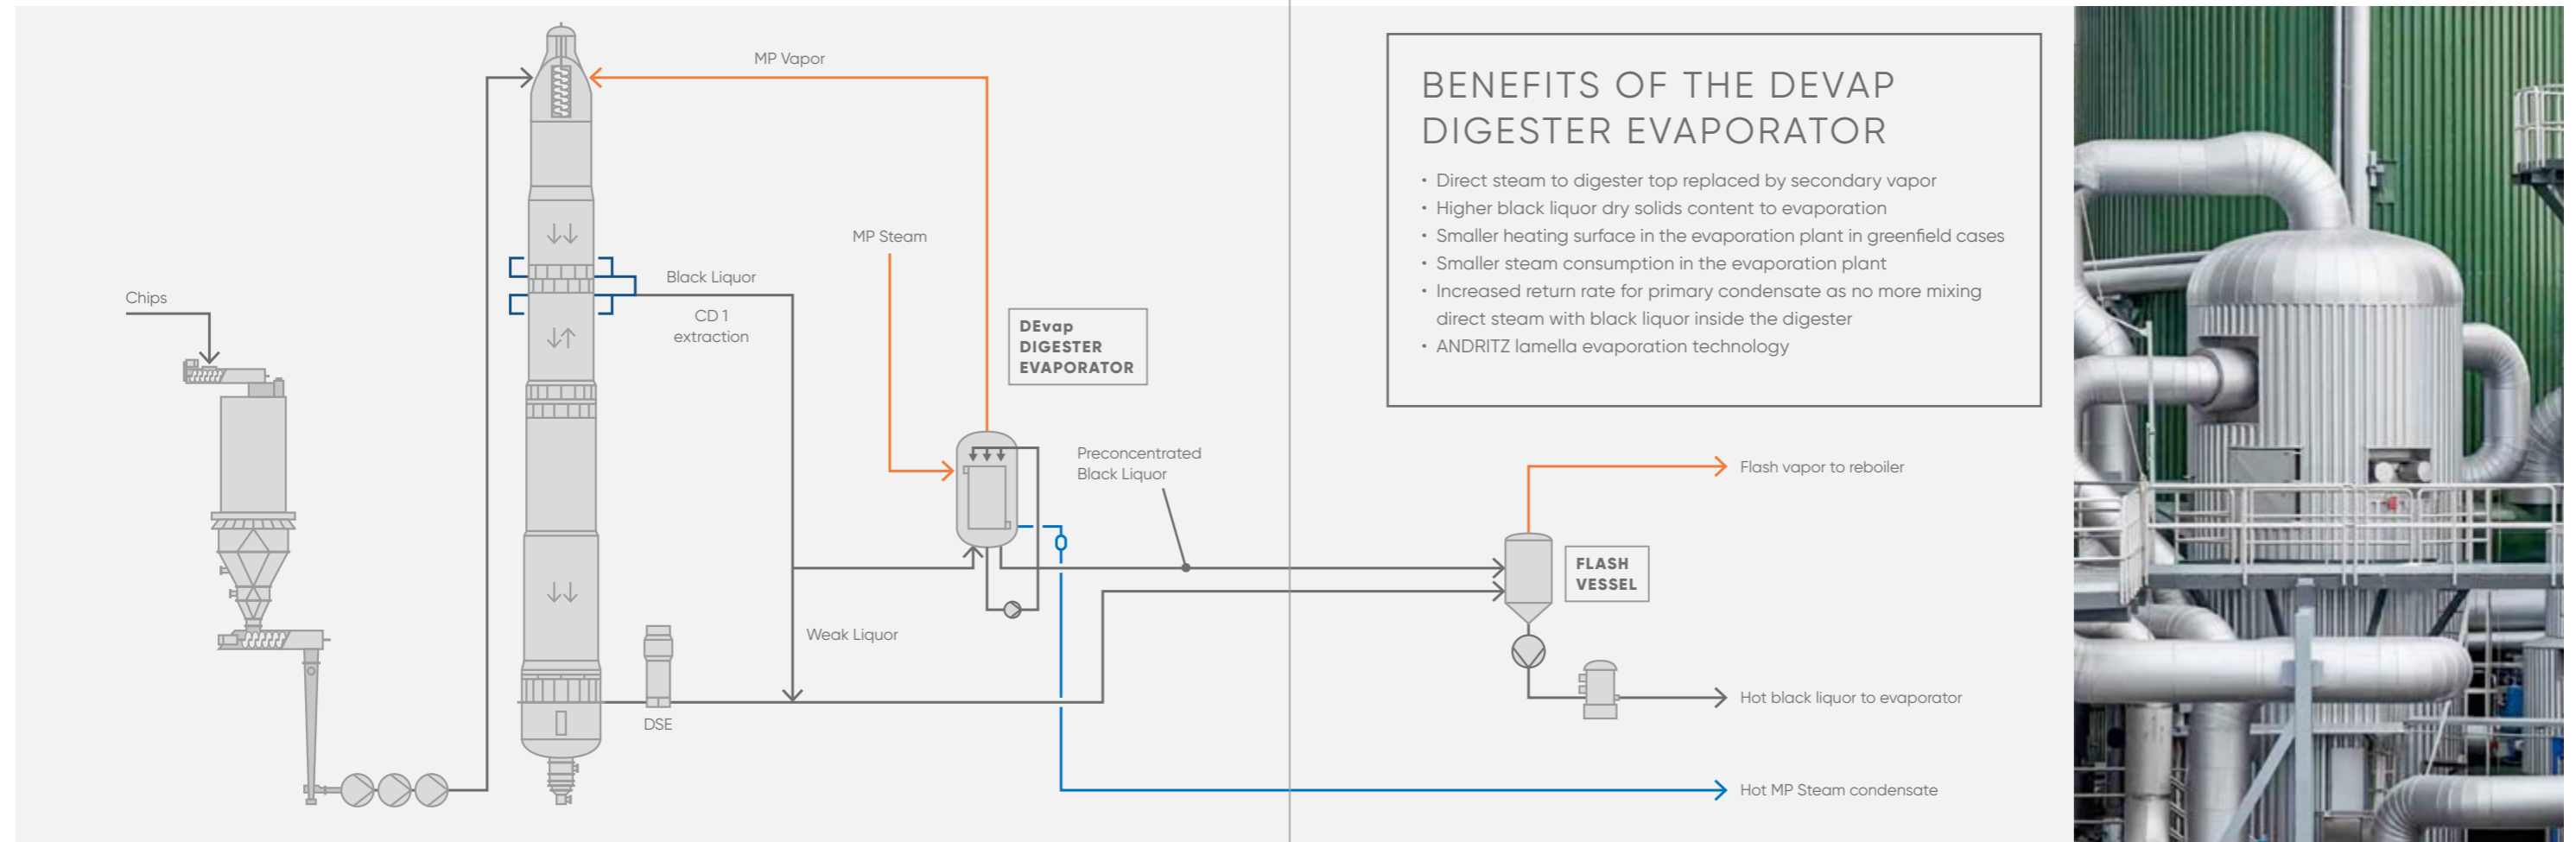 MP Vapor
MP Steam
Black Liquor
CD 1
extraction
Chips
DEvap
DIGESTER
EVAPORATOR
Preconcentrated
Black Liquor
Weak Liquor
DSE
BENEFITS OF THE DEVAP
DIGESTER EVAPORATOR
• Direct steam to digester top replaced by secondary vapor
• Higher black liquor dry solids content to evaporation
• Smaller heating surface in the evaporation plant in greenfield cases
• Smaller steam consumption in the evaporation plant
• Increased return rate for primary condensate as no more mixing
direct steam with black liquor inside the digester
• ANDRITZ lamella evaporation technology
Flash vapor to reboiler
FLASH
VESSEL
Hot black liquor to evaporator
Hot MP Steam condensate